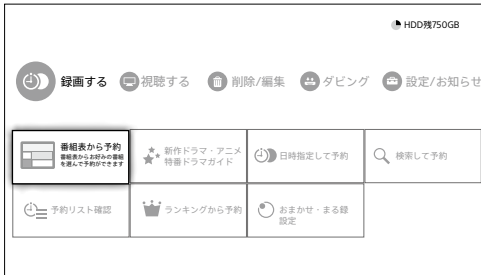 HDD残750GB
録画する 視聴する 削除/編集 ダビング 設定/お知らせ
番組表から予約
番組表からお好みの番組
を選んで予約ができます
新作ドラマ・アニメ
特番ドラマガイド
日時指定して予約
検索して予約
予約リスト確認
ランキングから予約
おまかせ・まる録
設定